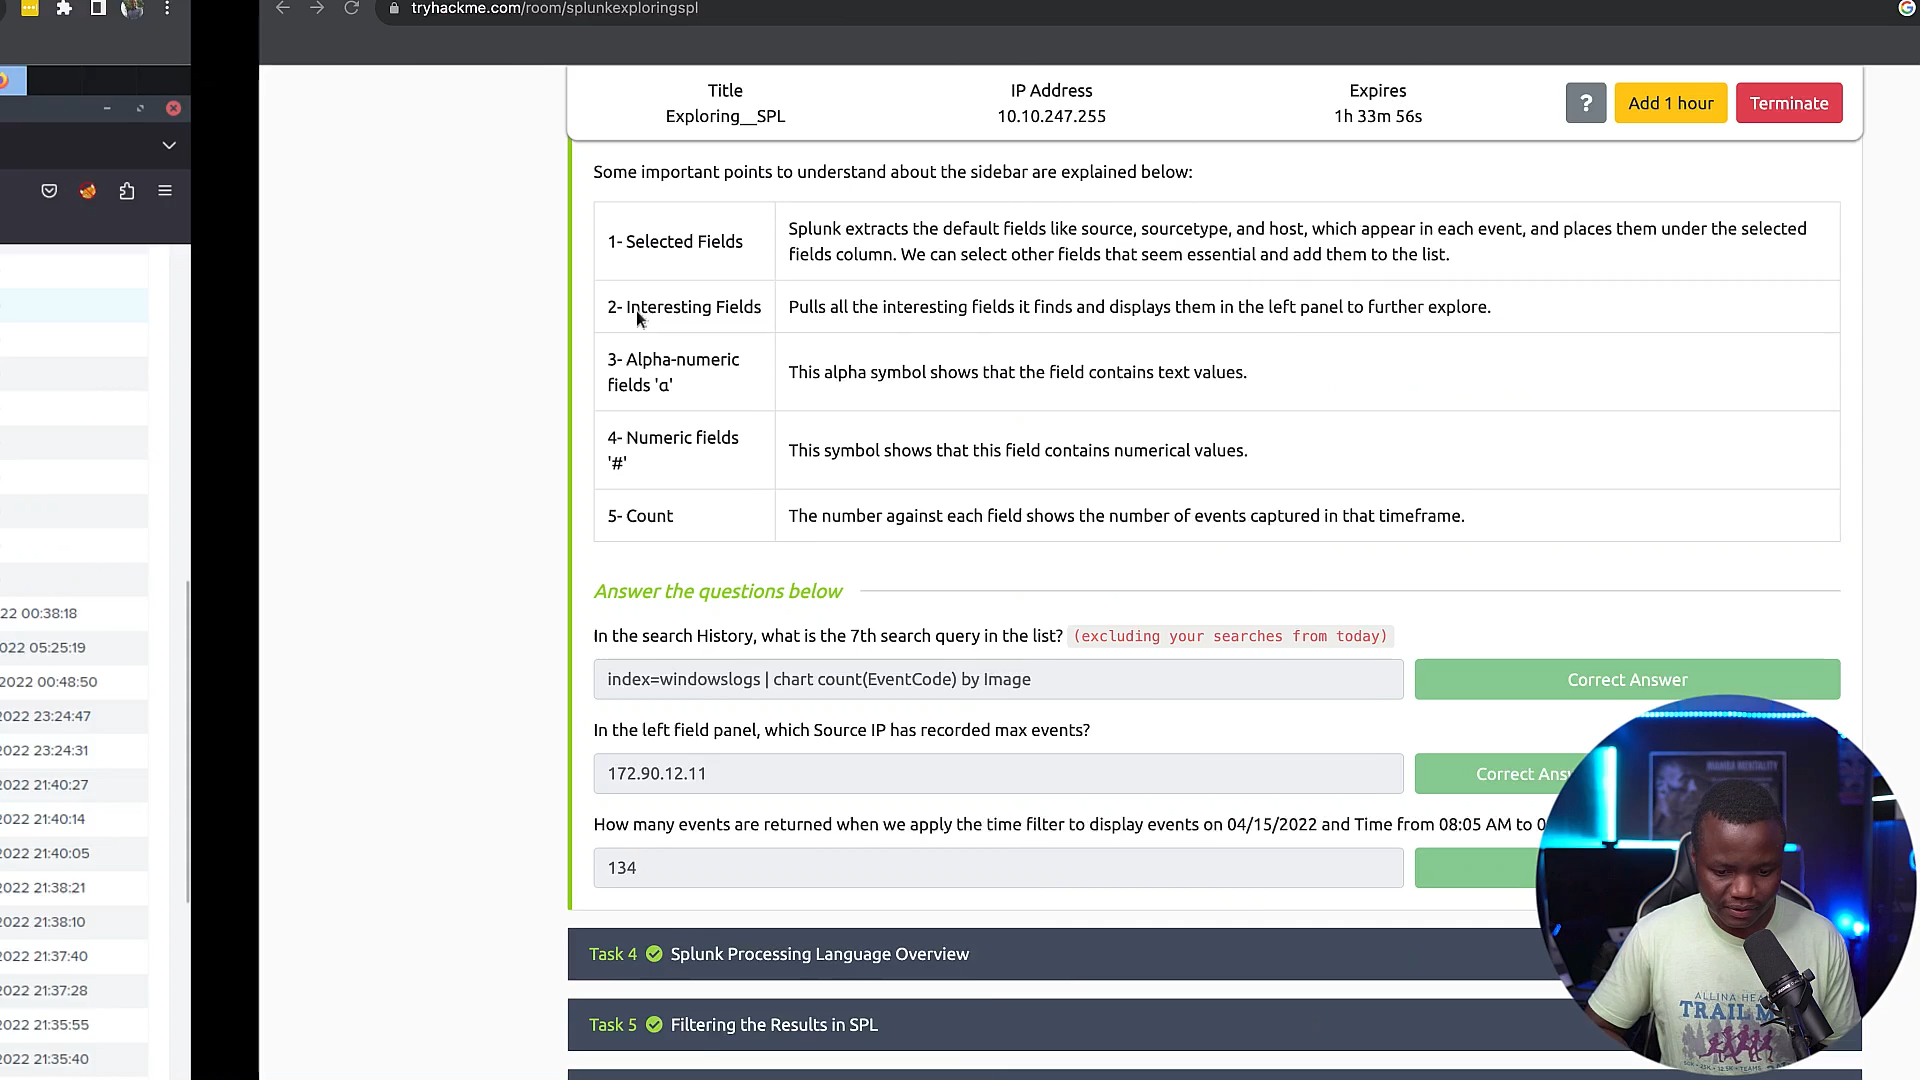 tryhackme.com/room/splunkexploringspl
Title
Exploring__SPL
IP Address
10.10.247.255
Expires
1h 33m 56s
?
Add 1 hour
Terminate
Some important points to understand about the sidebar are explained below:
1- Selected Fields
Splunk extracts the default fields like source, sourcetype, and host, which appear in each event, and places them under the selected
fields column. We can select other fields that seem essential and add them to the list.
2- Interesting Fields
Pulls all the interesting fields it finds and displays them in the left panel to further explore.
3- Alpha-numeric
fields 'α'
This alpha symbol shows that the field contains text values.
4- Numeric fields
'#'
This symbol shows that this field contains numerical values.
5- Count
The number against each field shows the number of events captured in that timeframe.
Answer the questions below
In the search History, what is the 7th search query in the list? (excluding your searches from today)
index=windowslogs | chart count(EventCode) by Image
Correct Answer
In the left field panel, which Source IP has recorded max events?
172.90.12.11
Correct Ans
How many events are returned when we apply the time filter to display events on 04/15/2022 and Time from 08:05 AM to 0
134
Task 4 Splunk Processing Language Overview
Task 5 Filtering the Results in SPL
22 00:38:18
022 05:25:19
2022 00:48:50
2022 23:24:47
2022 23:24:31
2022 21:40:27
2022 21:40:14
2022 21:40:05
2022 21:38:21
2022 21:38:10
2022 21:37:40
2022 21:37:28
2022 21:35:55
2022 21:35:40
MAMBA MENTALITY
ALLINA HEA
TRAIL M